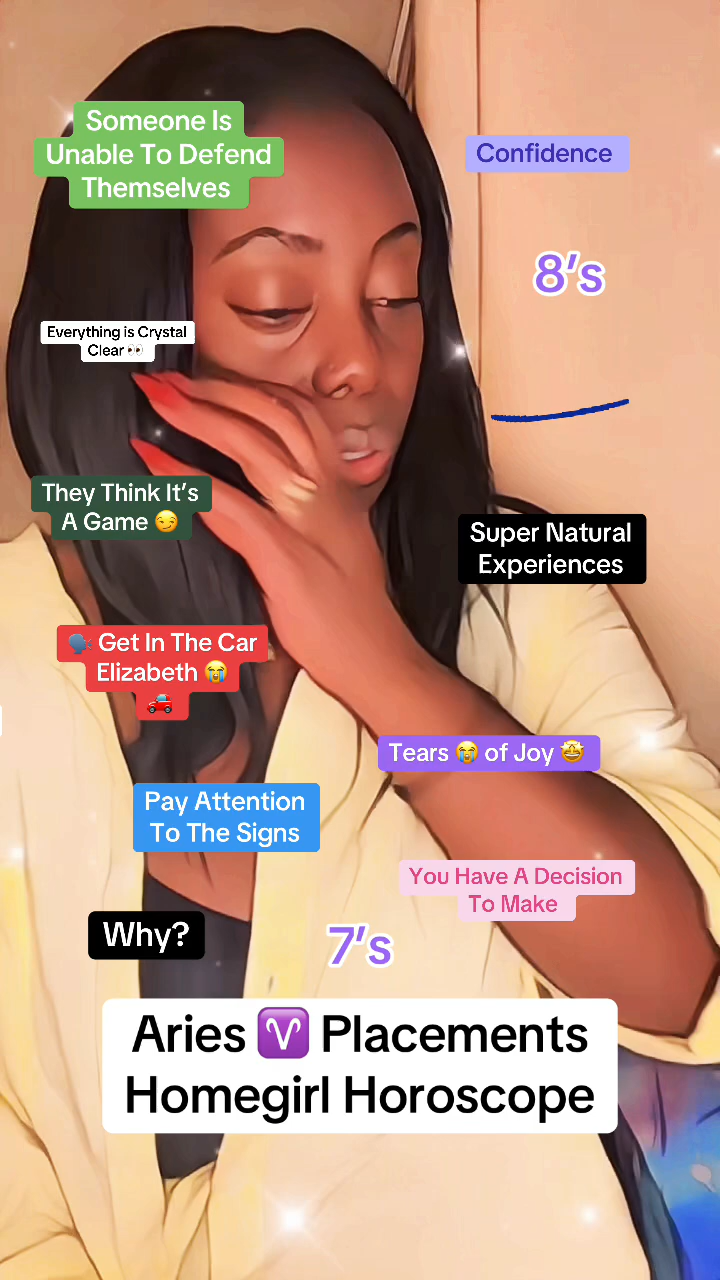 Someone Is
Unable To Defend
Themselves
Confidence
8's
Everything is Crystal
Clear 👀
They Think It's
A Game 😏
Super Natural
Experiences
🗣️ Get In The Car
Elizabeth 😭
🚗
Tears 😭 of Joy 🤩
Pay Attention
To The Signs
You Have A Decision
To Make
Why?
7's
Aries ♈ Placements
Homegirl Horoscope